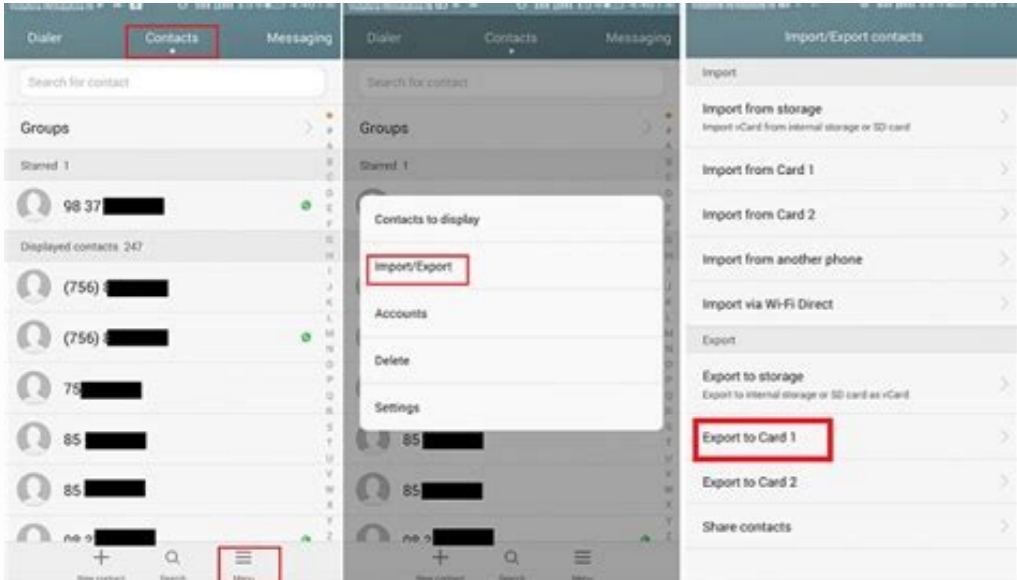 Dialer
Contacts
Messaging
Search for contact
Groups
Starred 1
98 37
Displayed contacts 247
(756)
(756)
75
85
85
New contact
Search
Menu
Dialer
Contacts
Messaging
Search for contact
Groups
Starred 1
Contacts to display
Import/Export
Accounts
Delete
Settings
85
85
New contact
Search
Menu
Import/Export contacts
Import
Import from storage
Import vCard from internal storage or SD card
Import from Card 1
Import from Card 2
Import from another phone
Import via Wi-Fi Direct
Export
Export to storage
Export to internal storage or SD card as vCard
Export to Card 1
Export to Card 2
Share contacts